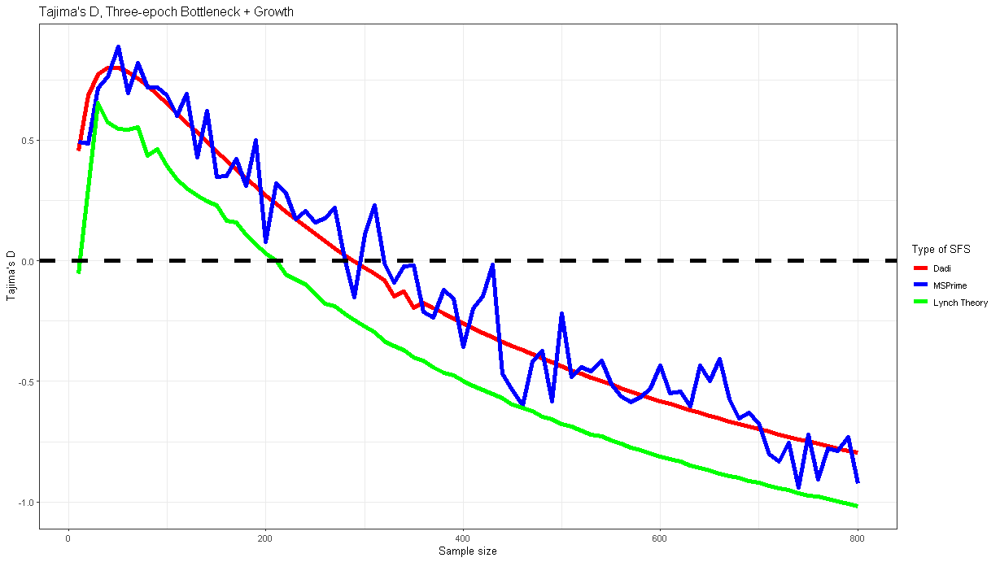 Tajima's D, Three-epoch Bottleneck + Growth
Tajima's D
0.5
0.0
-0.5
-1.0
0
200
400
600
800
Sample size
Type of SFS
Dadi
MSPrime
Lynch Theory